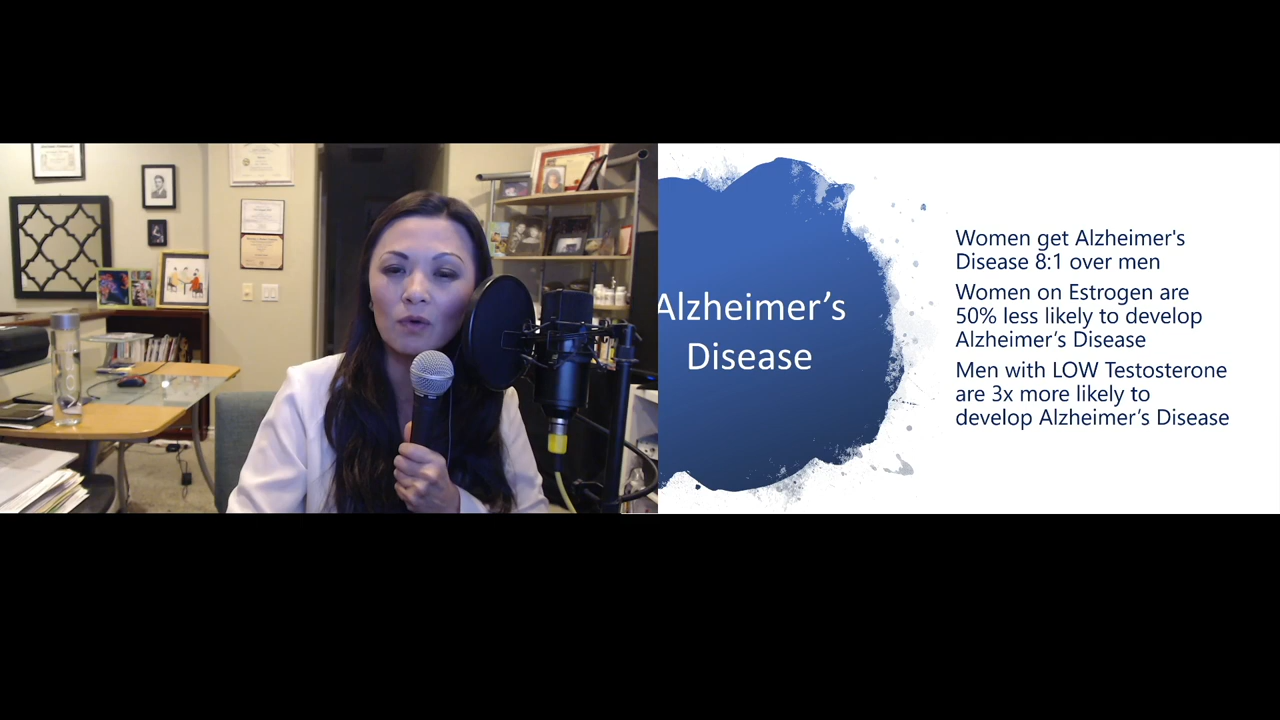 Alzheimer’s
Disease
Women get Alzheimer's
Disease 8:1 over men
Women on Estrogen are
50% less likely to develop
Alzheimer’s Disease
Men with LOW Testosterone
are 3x more likely to
develop Alzheimer’s Disease